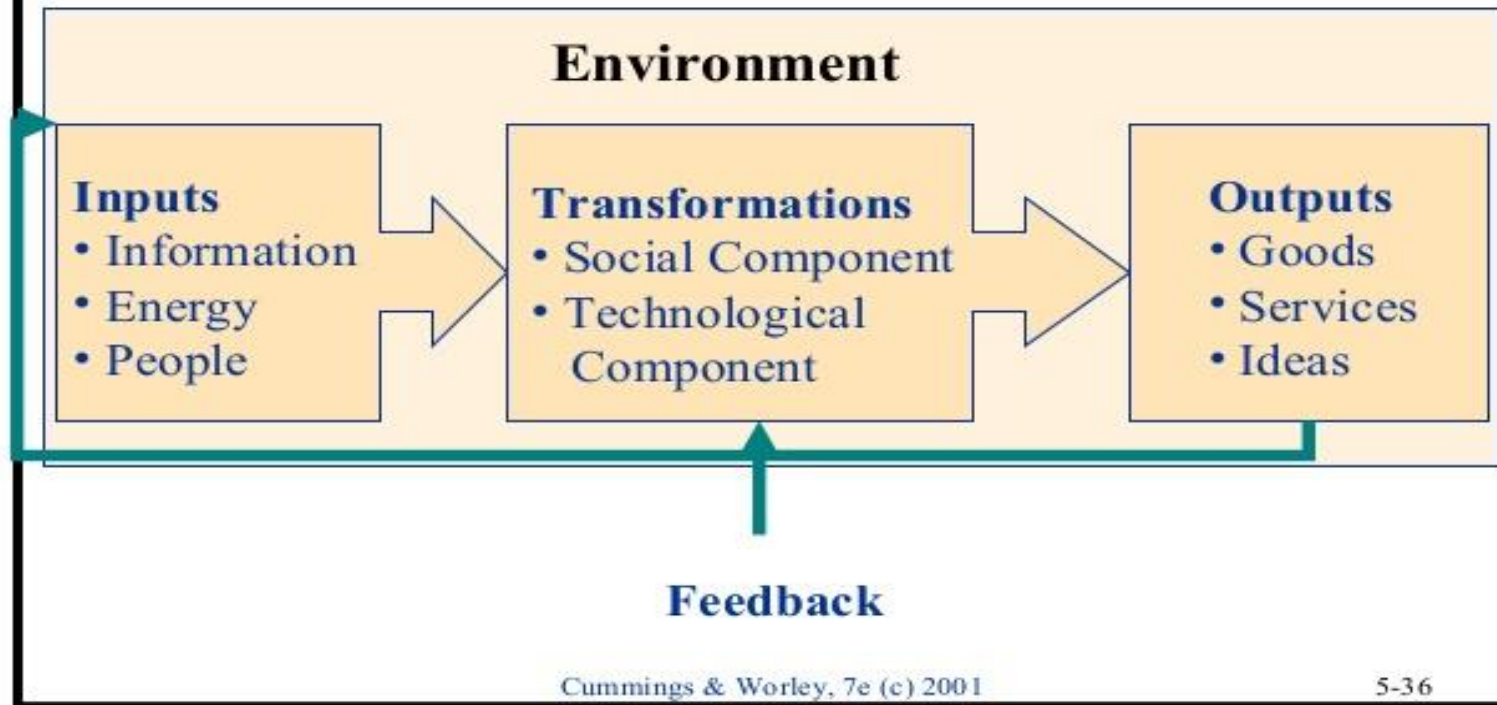 Environment
Inputs
• Information
• Energy
• People
Transformations
• Social Component
• Technological
Component
Outputs
• Goods
• Services
• Ideas
Feedback
Cummings & Worley, 7e (c) 2001
5-36